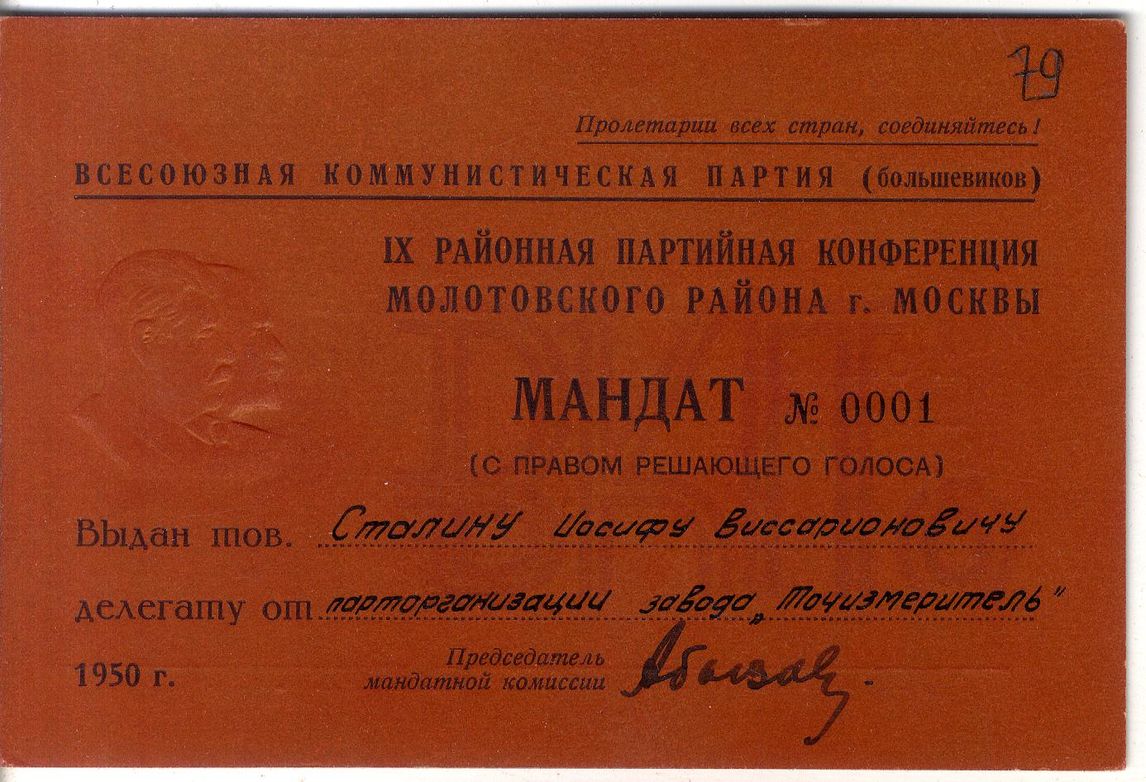 79
Пролетарии всех стран, соединяйтесь!
ВСЕСОЮЗНАЯ КОММУНИСТИЧЕСКАЯ ПАРТИЯ (большевиков)
IX РАЙОННАЯ ПАРТИЙНАЯ КОНФЕРЕНЦИЯ
МОЛОТОВСКОГО РАЙОНА г. МОСКВЫ
МАНДАТ № 0001
(С ПРАВОМ РЕШАЮЩЕГО ГОЛОСА)
Выдан тов. Сталину Иосифу Виссарионовичу
делегату от парторганизации завода „Точизмеритель"
1950 г.
Председатель
мандатной комиссии